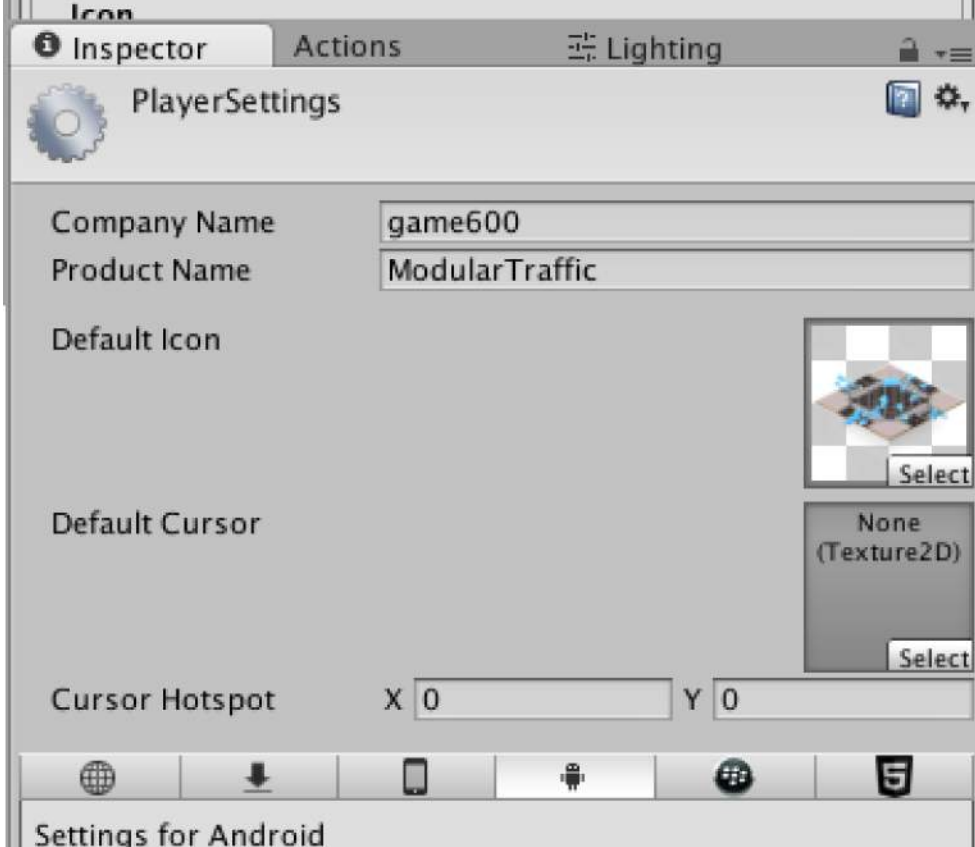 Icon
Inspector Actions Lighting
PlayerSettings
Company Name game600
Product Name ModularTraffic
Default Icon
Select
Default Cursor None
(Texture2D)
Select
Cursor Hotspot X 0 Y 0
Settings for Android